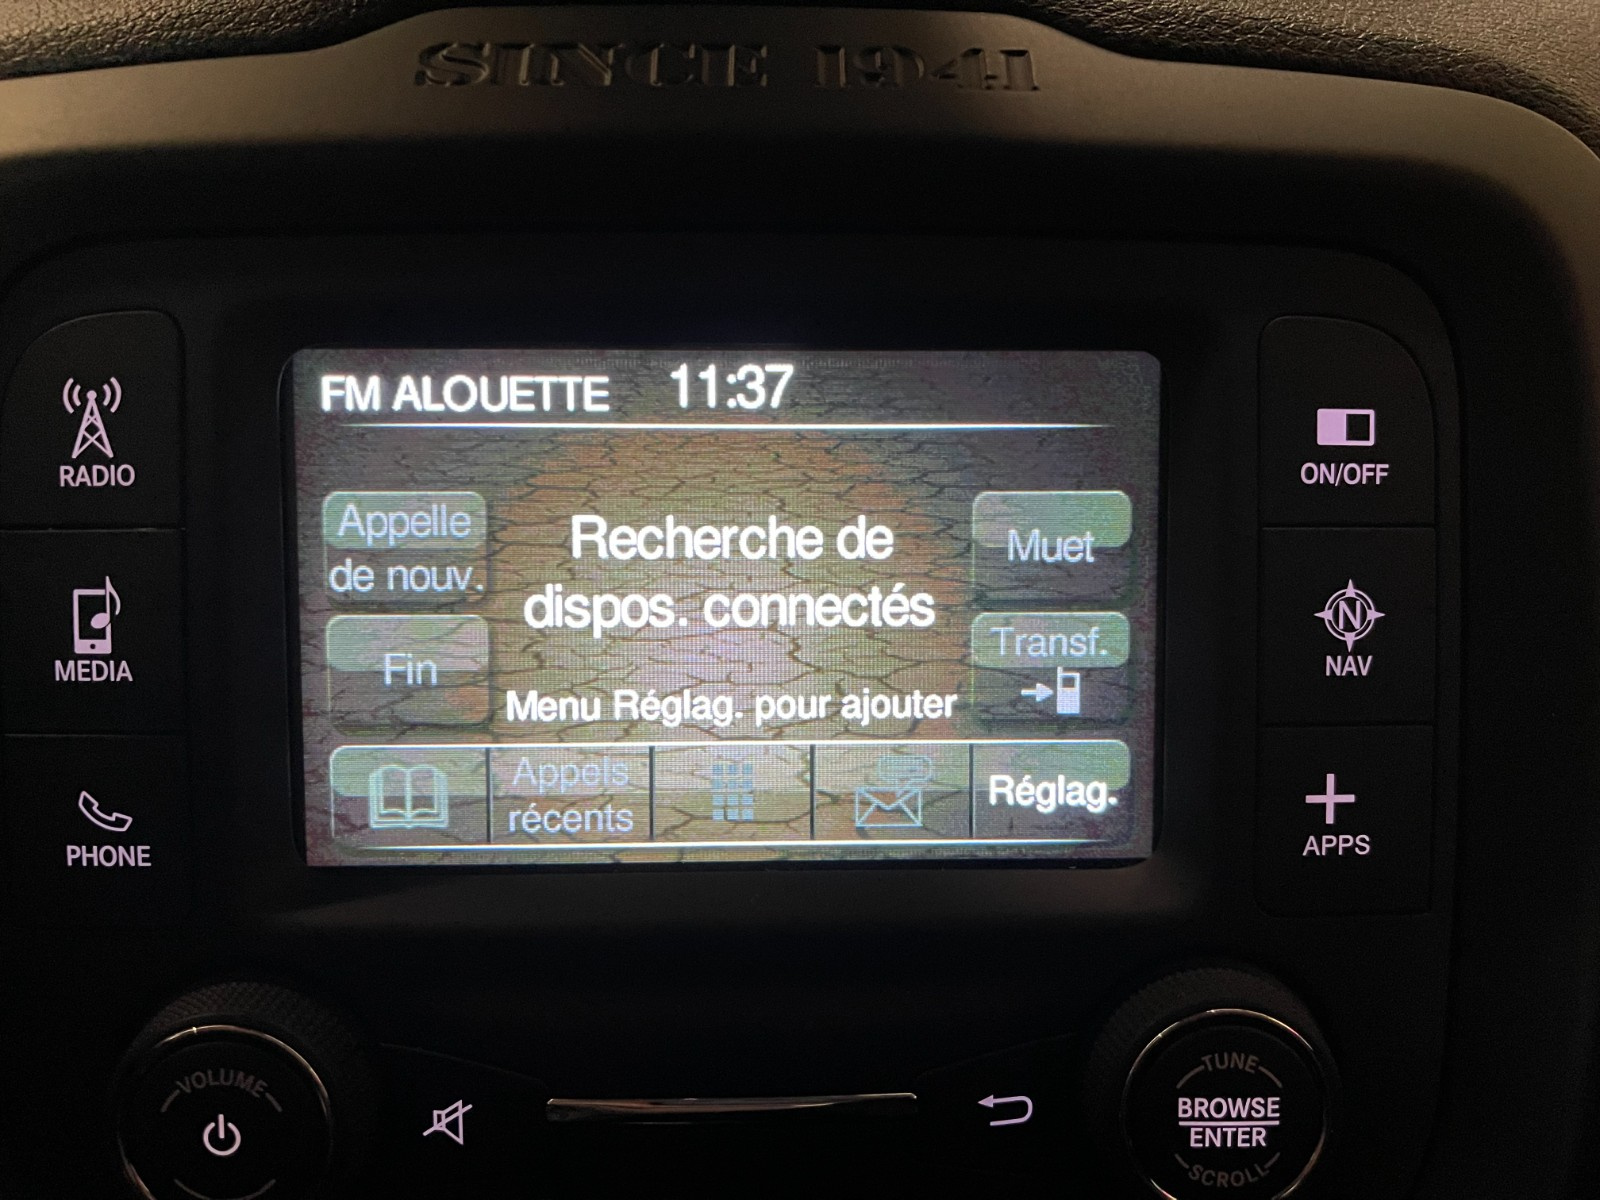 SINCE 1941
FM ALOUETTE 11:37
RADIO
MEDIA
PHONE
Appelle
de nouv.
Fin
Recherche de
dispos. connectés
Menu Réglag. pour ajouter
Muet
Transf.
Appels
récents
Réglag.
ON/OFF
N
NAV
APPS
VOLUME
TUNE
BROWSE
ENTER
SCROLL